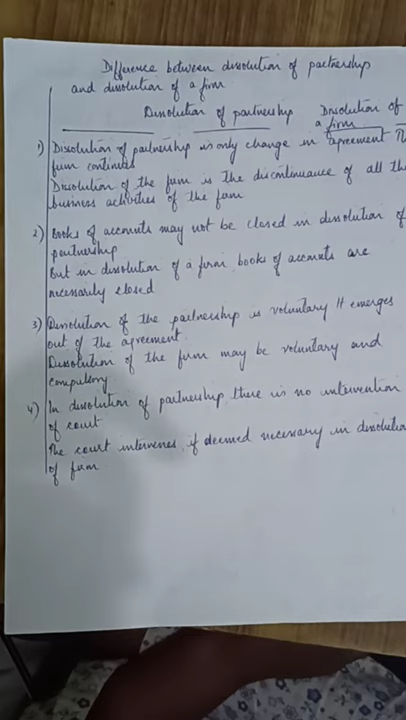 Difference between dissolution of partnership
and dissolution of a firm
Dissolution of partnership Dissolution of
a firm
1) Dissolution of partnership is only change in agreement
firm continues
Dissolution of the firm is the discontinuance of all the
business activities of the firm
2) Books of accounts may not be closed in dissolution of
partnership
But in dissolution of a firm books of accounts are
necessarily closed
3) Dissolution of the partnership is voluntary It emerges
out of the agreement.
Dissolution of the firm may be voluntary and
compulsory
4) In dissolution of partnership there is no intervention
of court
The court intervenes, if deemed necessary in dissolution
of firm